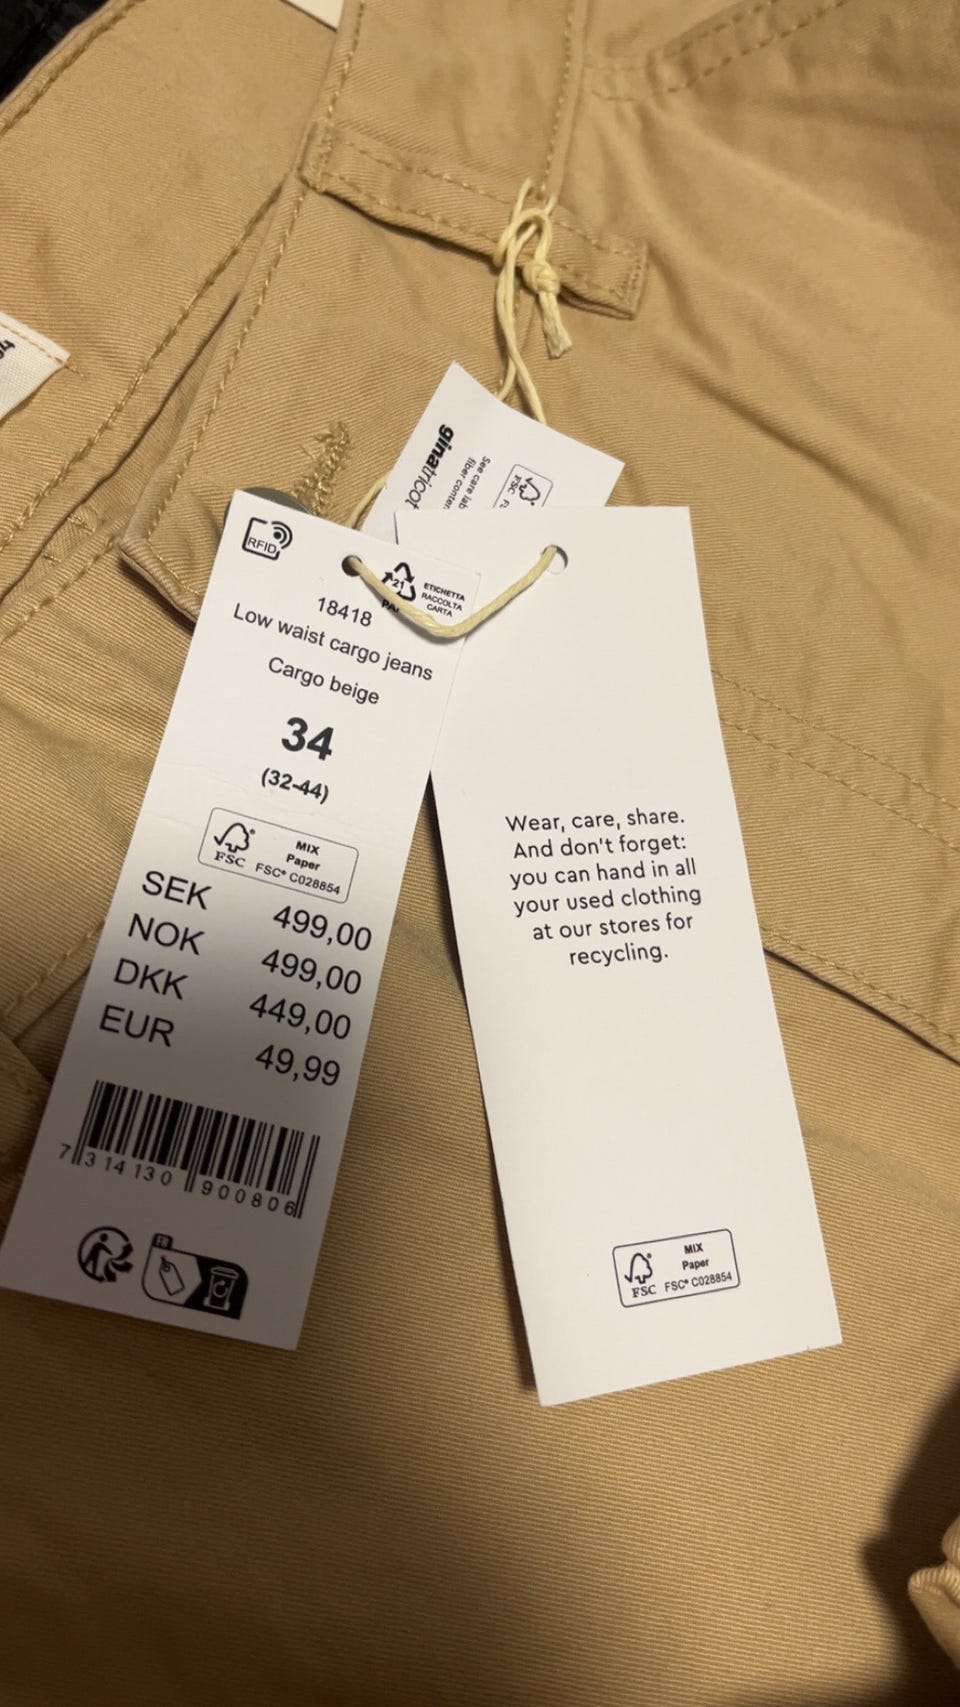 ginatricot
See care lab
fiber conten
FSC
RFID
21
PAP
ETICHETTA
RACCOLTA
CARTA
18418
Low waist cargo jeans
Cargo beige
34
(32-44)
FSC
MIX
Paper
FSC® C028854
SEK 499,00
NOK 499,00
DKK 449,00
EUR 49,99
7 314130 900806
FR
Wear, care, share.
And don't forget:
you can hand in all
your used clothing
at our stores for
recycling.
FSC
MIX
Paper
FSC® C028854